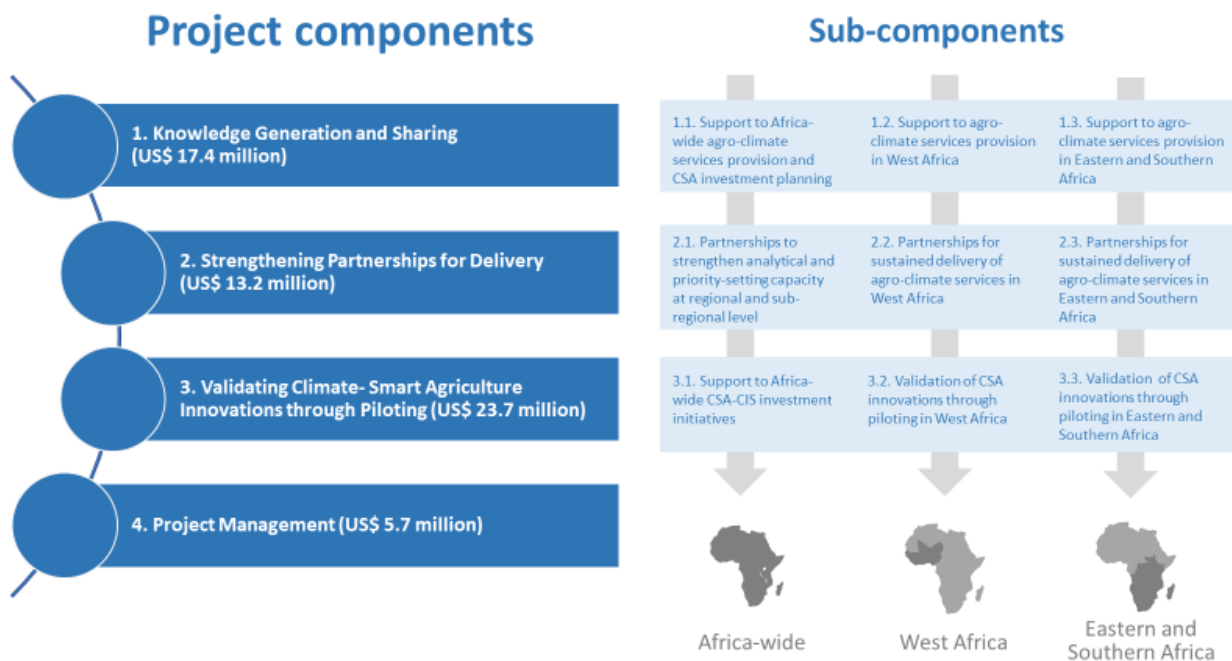 Project components
1. Knowledge Generation and Sharing
(US$ 17.4 million)
2. Strengthening Partnerships for Delivery
(US$ 13.2 million)
3. Validating Climate- Smart Agriculture
Innovations through Piloting (US$ 23.7 million)
4. Project Management (US$ 5.7 million)
Sub-components
1.1. Support to Africa-
wide agro-climate
services provision and
CSA investment planning
1.2. Support to agro-
climate services provision
in West Africa
1.3. Support to agro-
climate services provision
in Eastern and Southern
Africa
2.1. Partnerships to
strengthen analytical and
priority-setting capacity
at regional and sub-
regional level
2.2. Partnerships for
sustained delivery of
agro-climate services in
West Africa
2.3. Partnerships for
sustained delivery of
agro-climate services in
Eastern and Southern
Africa
3.1. Support to Africa-
wide CSA-CIS investment
initiatives
3.2. Validation of CSA
innovations through
piloting in West Africa
3.3. Validation of CSA
innovations through
piloting in Eastern and
Southern Africa
Africa-wide
West Africa
Eastern and
Southern Africa